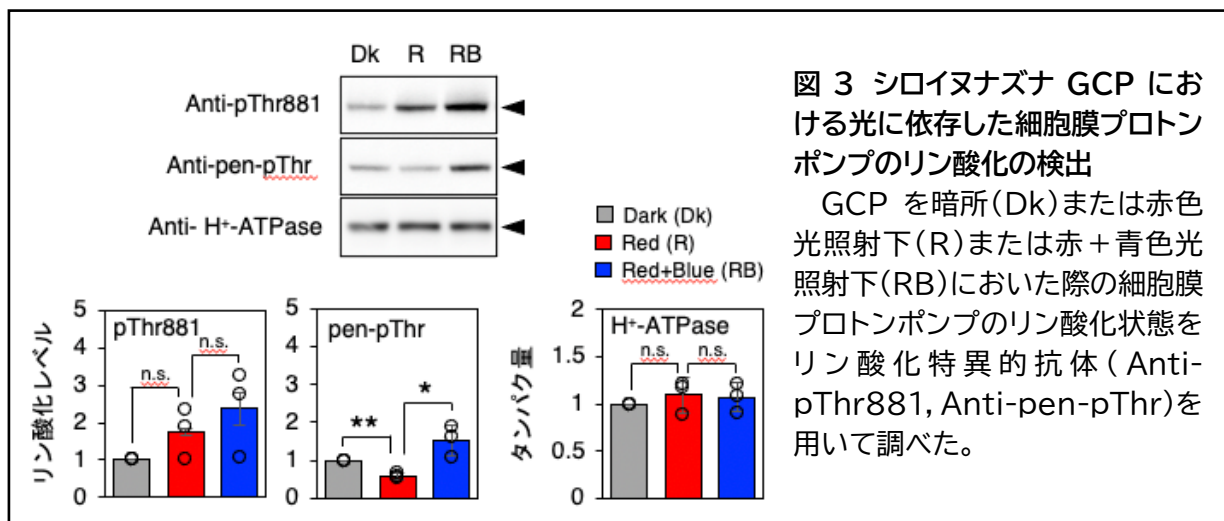 Dk R RB
Anti-pThr881
Anti-pen-pThr
Anti- H⁺-ATPase
Dark (Dk)
Red (R)
Red+Blue (RB)
リン酸化レベル
5
4
3
2
1
0
pThr881
n.s.
n.s.
5
4
3
2
1
0
pen-pThr
**
*
タンパク量
2
1.5
1
0.5
0
H⁺-ATPase
n.s.
n.s.
図 3 シロイヌナズナ GCP にお
ける光に依存した細胞膜プロトン
ポンプのリン酸化の検出
GCP を暗所(Dk)または赤色
光照射下(R)または赤+青色光
照射下(RB)においた際の細胞膜
プロトンポンプのリン酸化状態を
リン酸化特異的抗体(Anti-
pThr881, Anti-pen-pThr)を
用いて調べた。